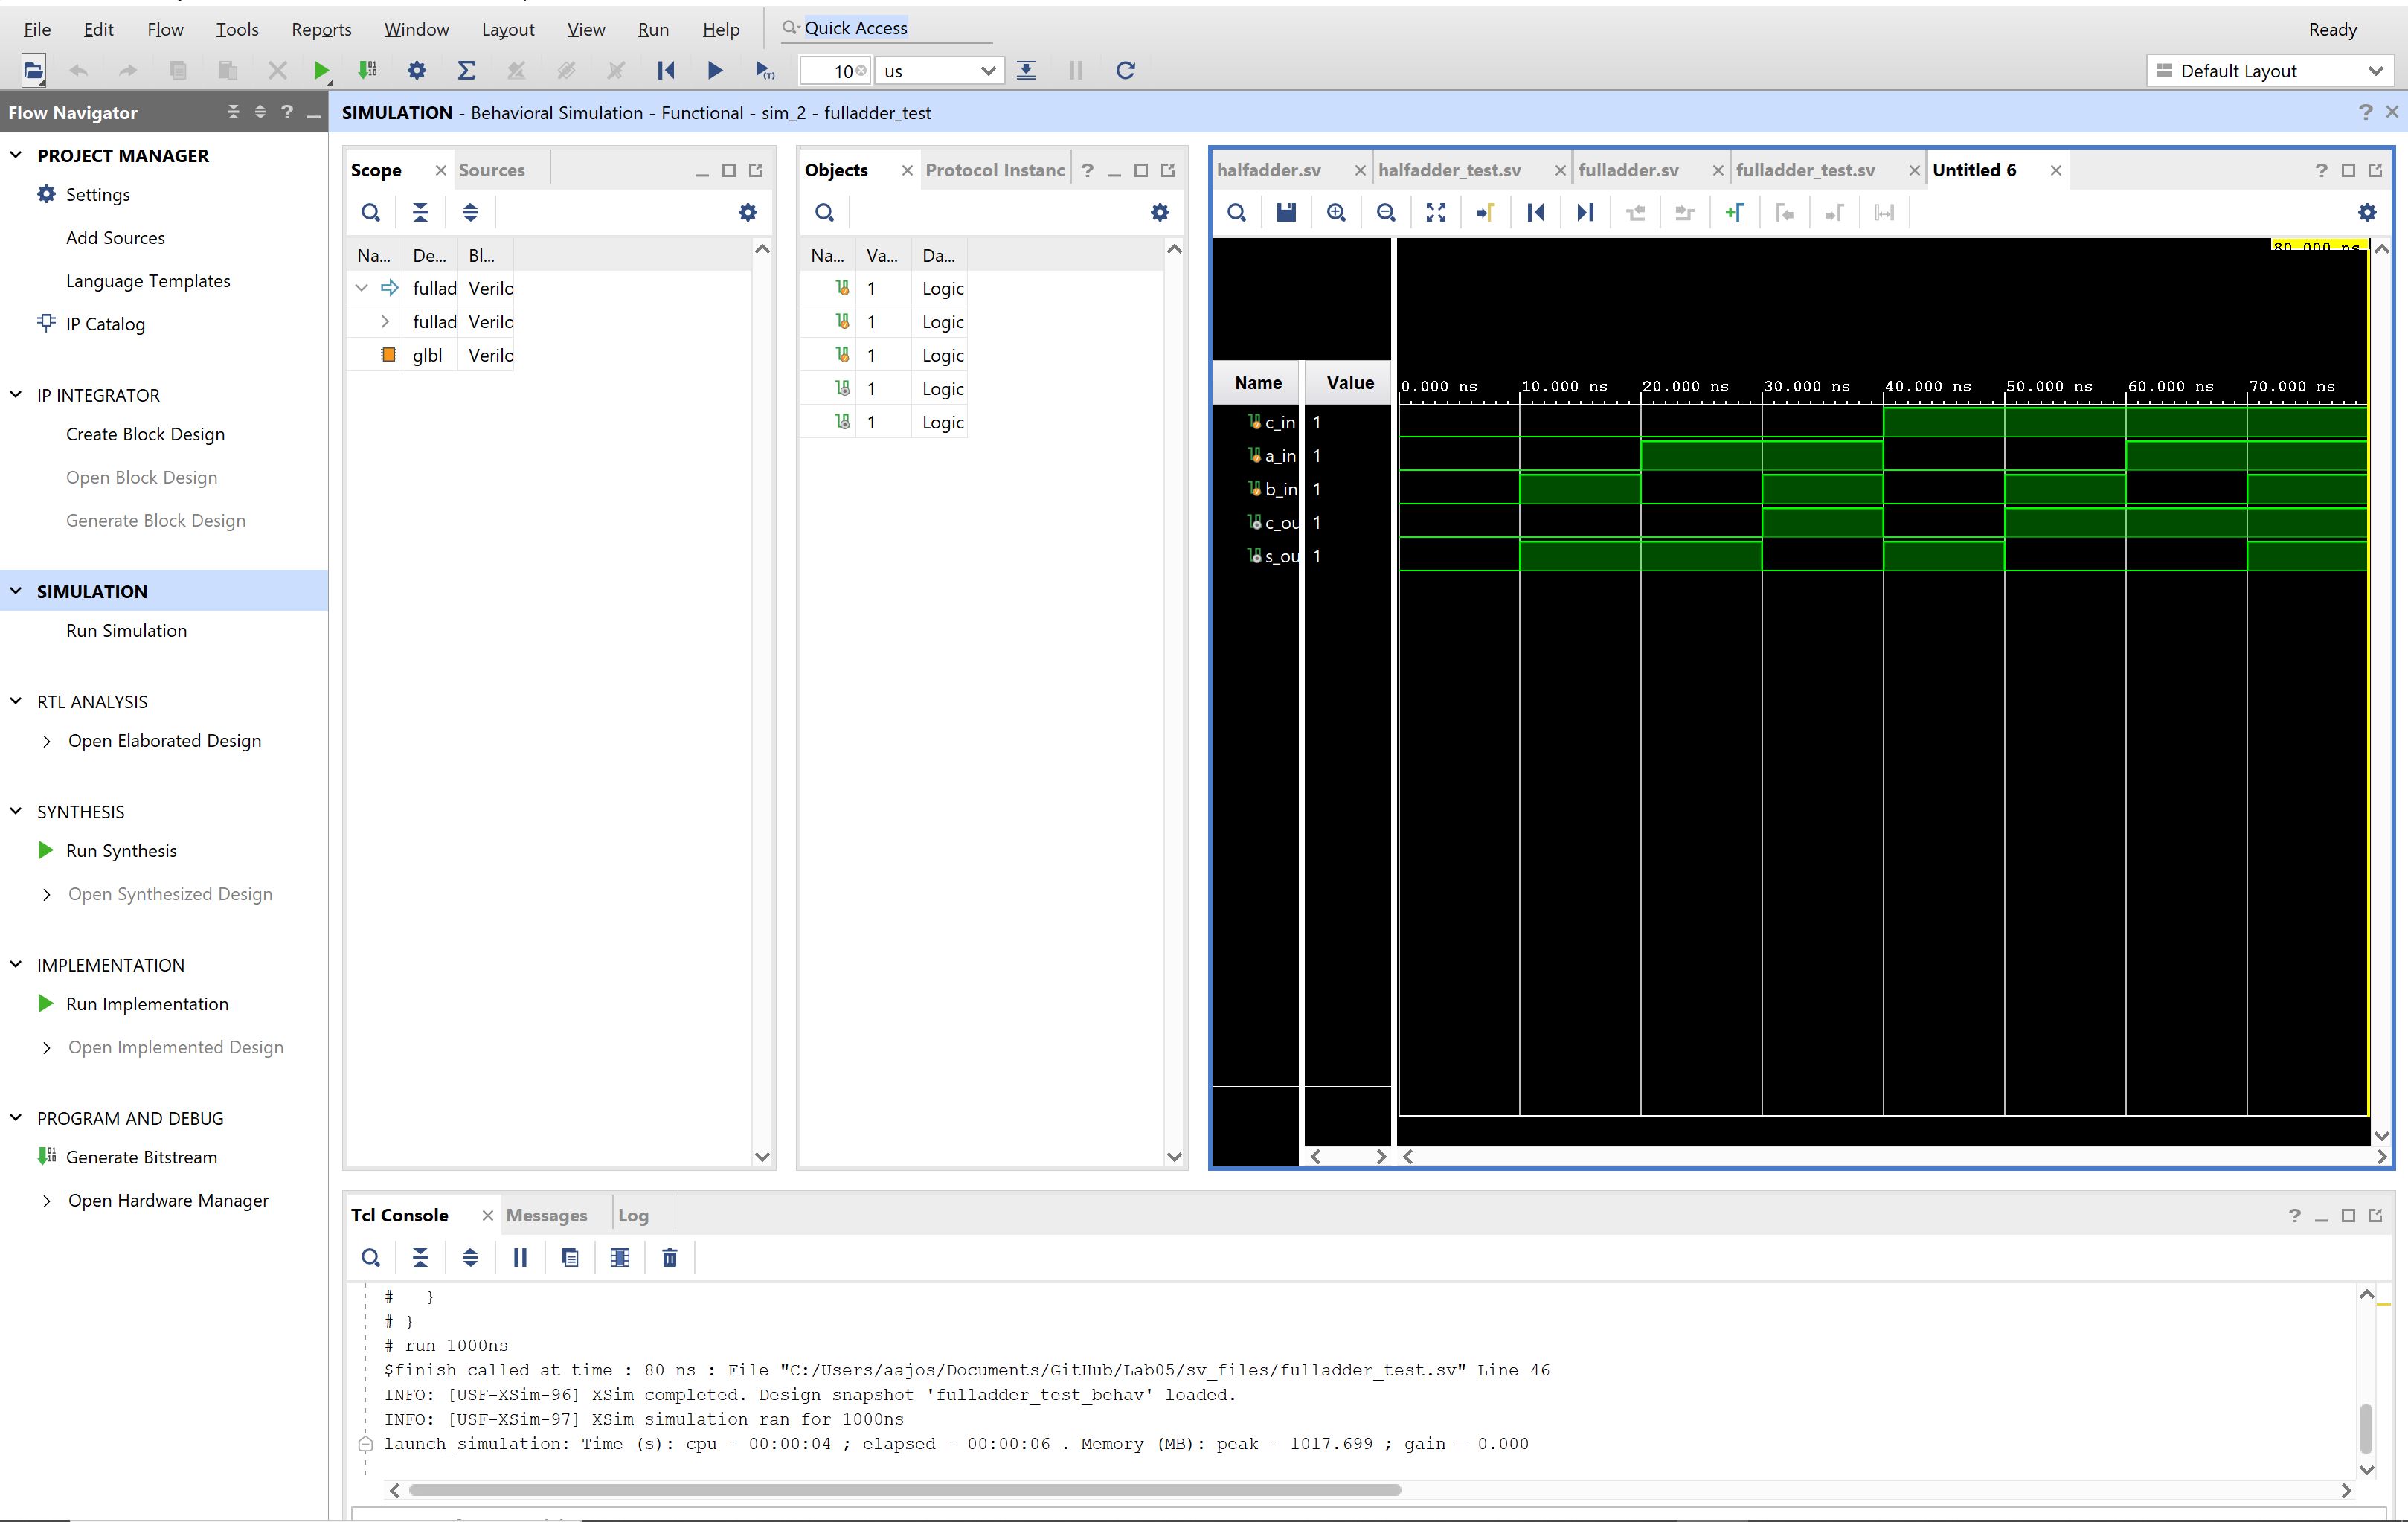 File Edit Flow Tools Reports Window Layout View Run Help Quick Access Ready
10 us Default Layout
Flow Navigator
SIMULATION - Behavioral Simulation - Functional - sim_2 - fulladder_test
PROJECT MANAGER
Settings
Add Sources
Language Templates
IP Catalog
IP INTEGRATOR
Create Block Design
Open Block Design
Generate Block Design
SIMULATION
Run Simulation
RTL ANALYSIS
Open Elaborated Design
SYNTHESIS
Run Synthesis
Open Synthesized Design
IMPLEMENTATION
Run Implementation
Open Implemented Design
PROGRAM AND DEBUG
Generate Bitstream
Open Hardware Manager
Scope Sources
Na... De... Bl...
fullad Verilo
fullad Verilo
glbl Verilo
Objects Protocol Instanc
Na... Va... Da...
1 Logic
1 Logic
1 Logic
1 Logic
1 Logic
halfadder.sv halfadder_test.sv fulladder.sv fulladder_test.sv Untitled 6
80.000 ns
Name Value 0.000 ns 10.000 ns 20.000 ns 30.000 ns 40.000 ns 50.000 ns 60.000 ns 70.000 ns
c_in 1
a_in 1
b_in 1
c_ou 1
s_ou 1
Tcl Console Messages Log
# }
# }
# run 1000ns
$finish called at time : 80 ns : File "C:/Users/aajos/Documents/GitHub/Lab05/sv_files/fulladder_test.sv" Line 46
INFO: [USF-XSim-96] XSim completed. Design snapshot 'fulladder_test_behav' loaded.
INFO: [USF-XSim-97] XSim simulation ran for 1000ns
launch_simulation: Time (s): cpu = 00:00:04 ; elapsed = 00:00:06 . Memory (MB): peak = 1017.699 ; gain = 0.000